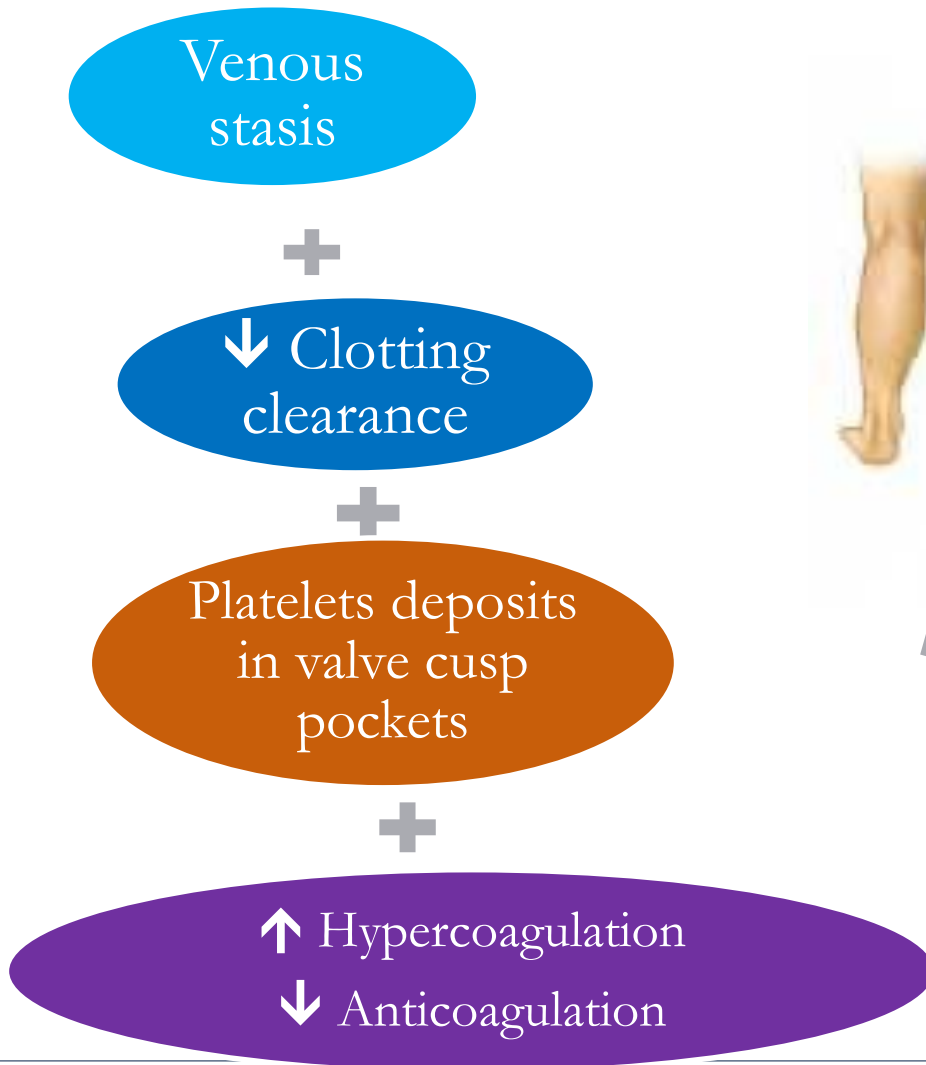 Venous
stasis
↓ Clotting
clearance
Platelets deposits
in valve cusp
pockets
↑ Hypercoagulation
↓ Anticoagulation